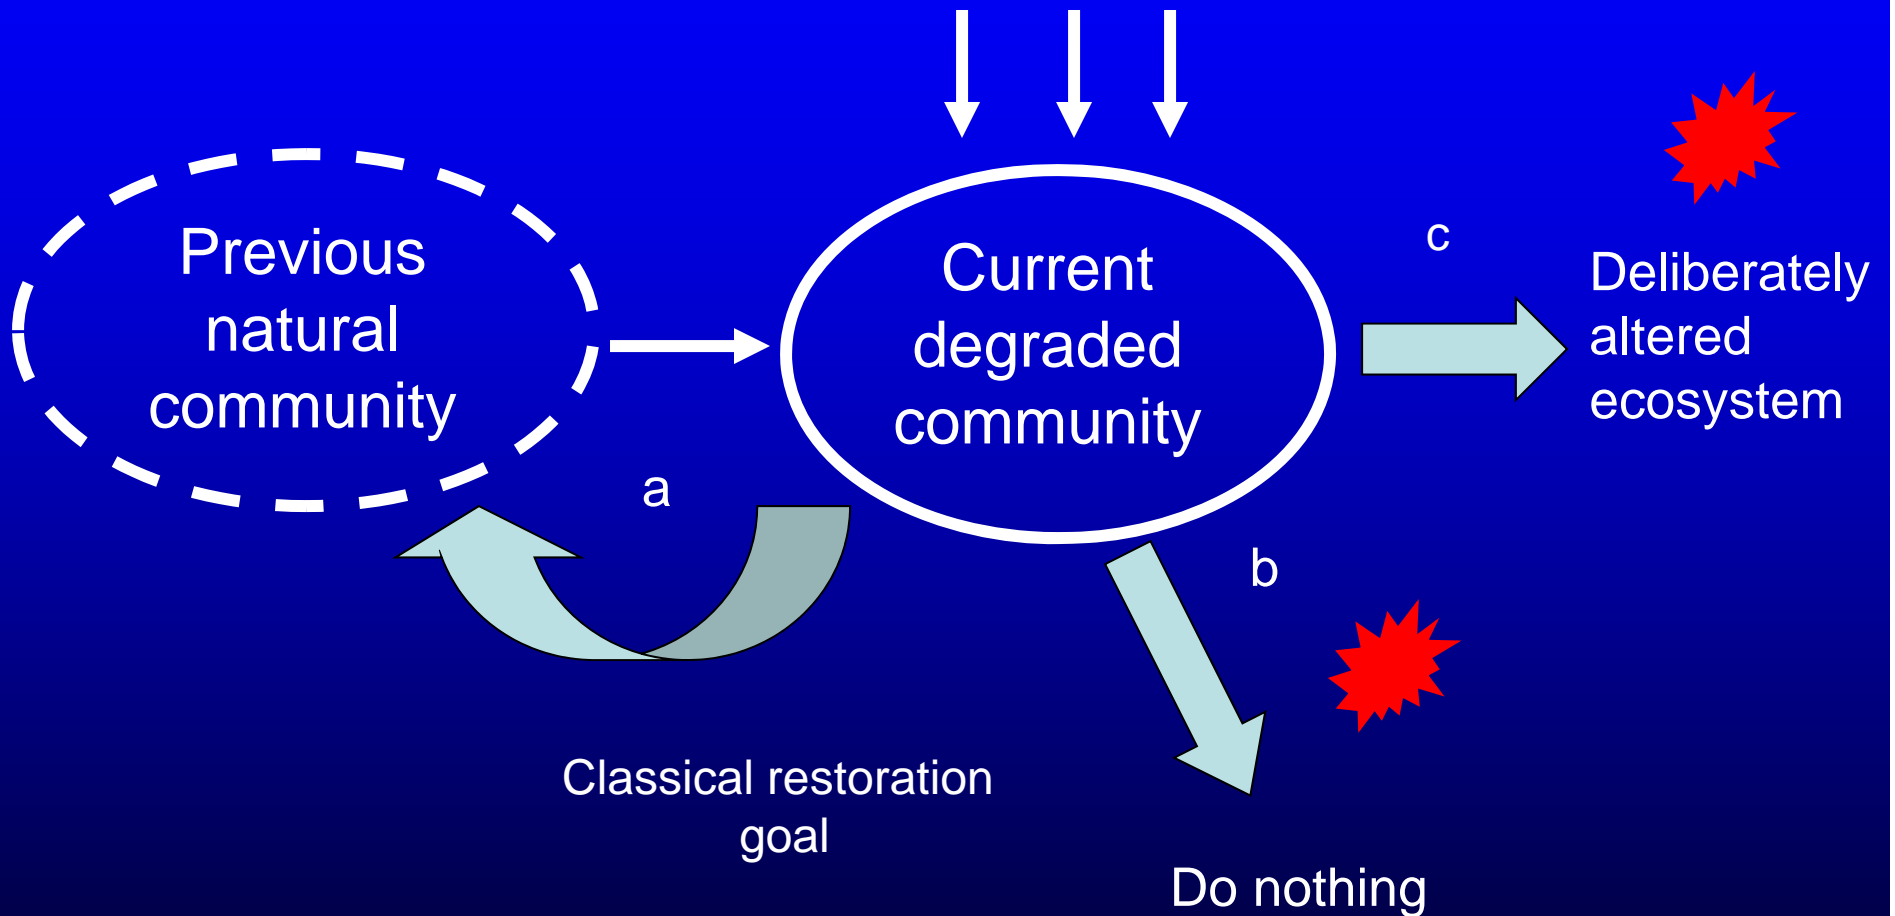 Previous
natural
community
Current
degraded
community
c
Deliberately
altered
ecosystem
a
b
Classical restoration
goal
Do nothing